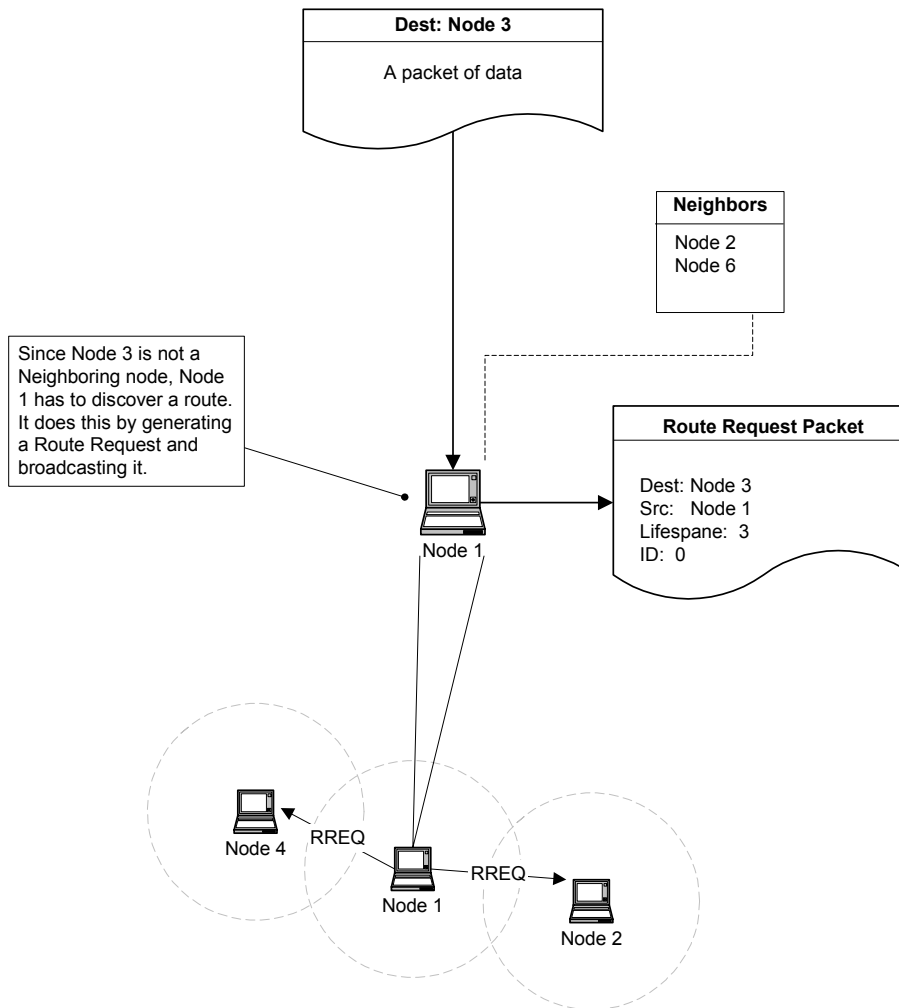 Dest: Node 3
A packet of data
Neighbors
Node 2
Node 6
Since Node 3 is not a
Neighboring node, Node
1 has to discover a route.
It does this by generating
a Route Request and
broadcasting it.
Route Request Packet
Dest: Node 3
Src: Node 1
Lifespane: 3
ID: 0
Node 1
Node 4
RREQ
Node 1
RREQ
Node 2